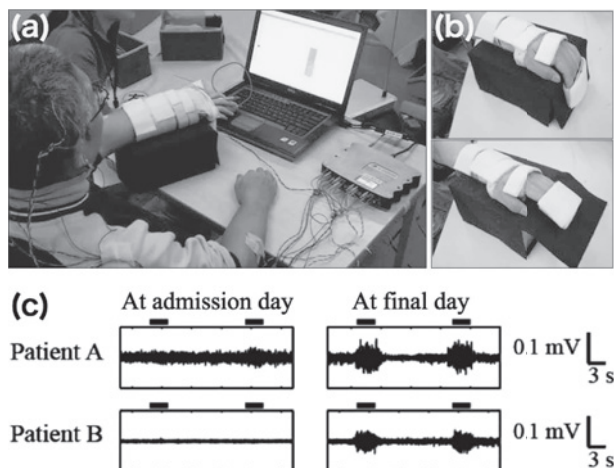 (a)
(b)
(c)
At admission day At final day
Patient A
0.1 mV
3 s
Patient B
0.1 mV
3 s